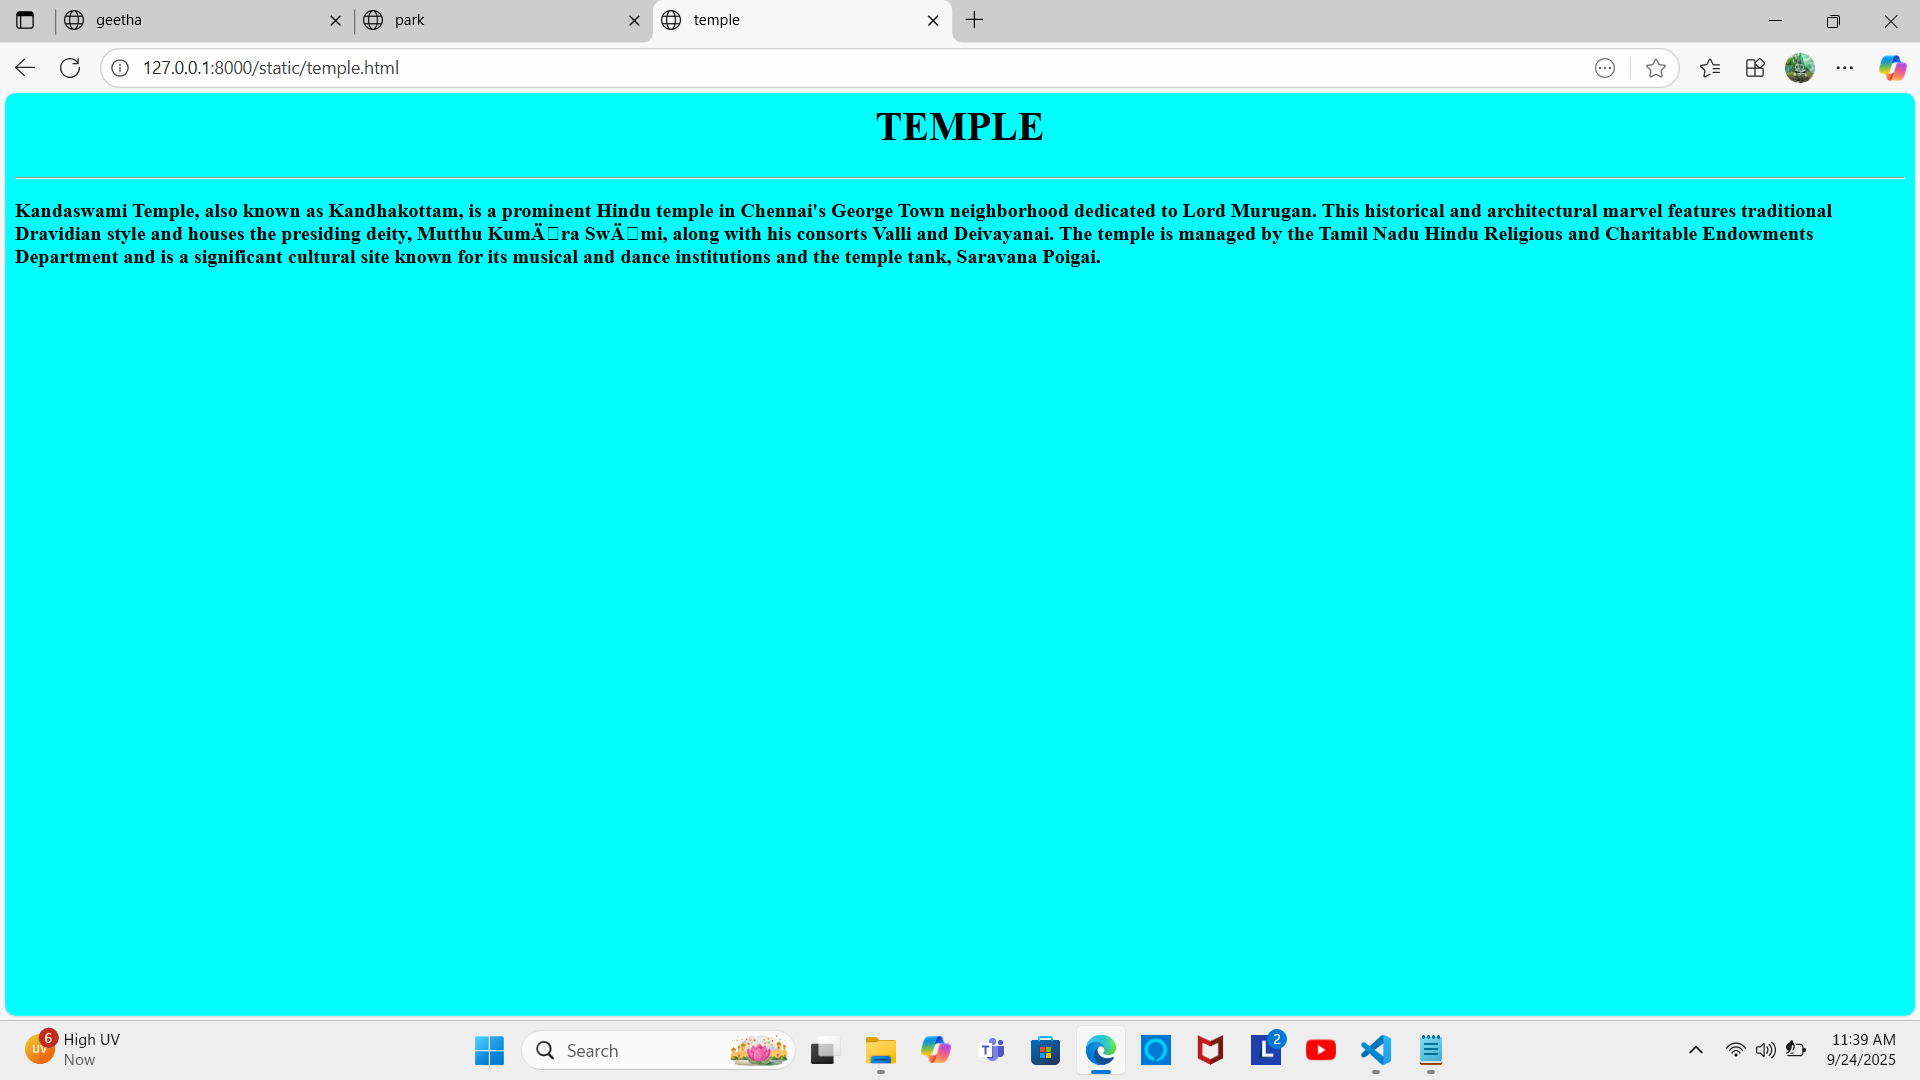 geetha
park
temple
127.0.0.1:8000/static/temple.html
TEMPLE
Kandaswami Temple, also known as Kandhakottam, is a prominent Hindu temple in Chennai's George Town neighborhood dedicated to Lord Murugan. This historical and architectural marvel features traditional
Dravidian style and houses the presiding deity, Mutthu KumÄ□ra SwÄ□mi, along with his consorts Valli and Deivayanai. The temple is managed by the Tamil Nadu Hindu Religious and Charitable Endowments
Department and is a significant cultural site known for its musical and dance institutions and the temple tank, Saravana Poigai.
UV
6
High UV
Now
Search
L
2
11:39 AM
9/24/2025